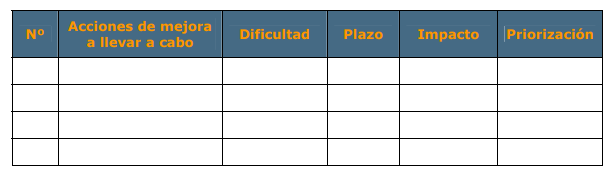 Nº
Acciones de mejora
a llevar a cabo
Dificultad
Plazo
Impacto
Priorización